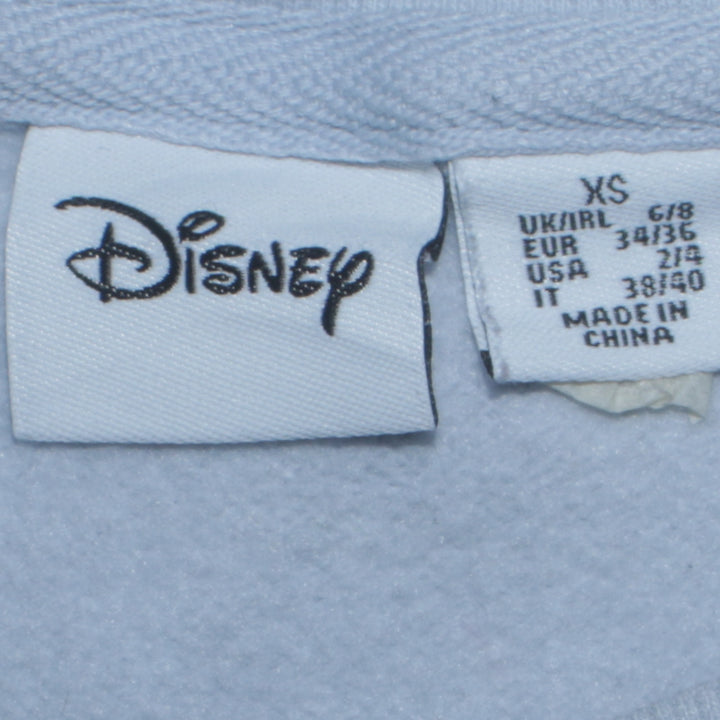 Disney
XS
UK/IRL 6/8
EUR 34/36
USA 2/4
IT 38/40
MADE IN
CHINA